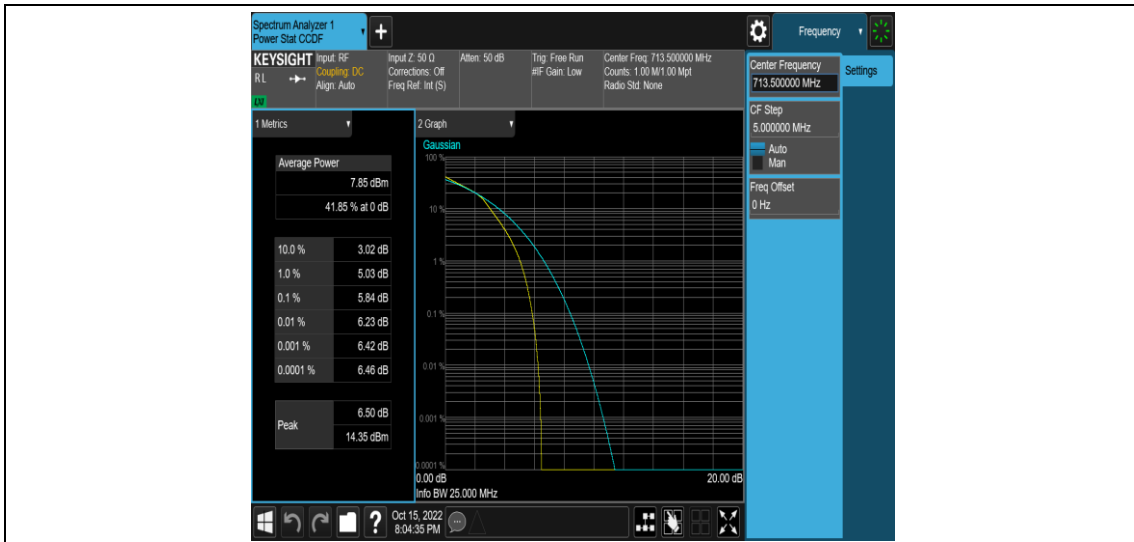 Spectrum Analyzer 1
Power Stat CCDF
+
Frequency
KEYSIGHT
RL
LXI
Input: RF
Coupling: DC
Align: Auto
Input Z: 50 Ω
Corrections: Off
Freq Ref: Int (S)
Atten: 50 dB
Trig: Free Run
#IF Gain: Low
Center Freq: 713.500000 MHz
Counts: 1.00 M/1.00 Mpt
Radio Std: None
Center Frequency
713.500000 MHz
Settings
CF Step
5.000000 MHz
Auto
Man
Freq Offset
0 Hz
1 Metrics
Average Power
7.85 dBm
41.85 % at 0 dB
10.0 % 3.02 dB
1.0 % 5.03 dB
0.1 % 5.84 dB
0.01 % 6.23 dB
0.001 % 6.42 dB
0.0001 % 6.46 dB
Peak
6.50 dB
14.35 dBm
2 Graph
Gaussian
100 %
10 %
1 %
0.1 %
0.01 %
0.001 %
0.0001 %
0.00 dB 20.00 dB
Info BW 25.000 MHz
?
Oct 15, 2022
8:04:35 PM